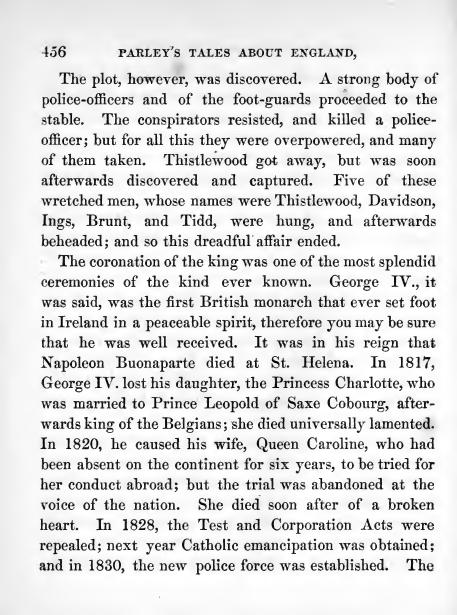 456 PARLEY'S TALES ABOUT ENGLAND,
The plot, however, was discovered. A strong body of
police-officers and of the foot-guards proceeded to the
stable. The conspirators resisted, and killed a police-
officer; but for all this they were overpowered, and many
of them taken. Thistlewood got away, but was soon
afterwards discovered and captured. Five of these
wretched men, whose names were Thistlewood, Davidson,
Ings, Brunt, and Tidd, were hung, and afterwards
beheaded; and so this dreadful affair ended.
The coronation of the king was one of the most splendid
ceremonies of the kind ever known. George IV., it
was said, was the first British monarch that ever set foot
in Ireland in a peaceable spirit, therefore you may be sure
that he was well received. It was in his reign that
Napoleon Buonaparte died at St. Helena. In 1817,
George IV. lost his daughter, the Princess Charlotte, who
was married to Prince Leopold of Saxe Cobourg, after-
wards king of the Belgians; she died universally lamented.
In 1820, he caused his wife, Queen Caroline, who had
been absent on the continent for six years, to be tried for
her conduct abroad; but the trial was abandoned at the
voice of the nation. She died soon after of a broken
heart. In 1828, the Test and Corporation Acts were
repealed; next year Catholic emancipation was obtained;
and in 1830, the new police force was established. The